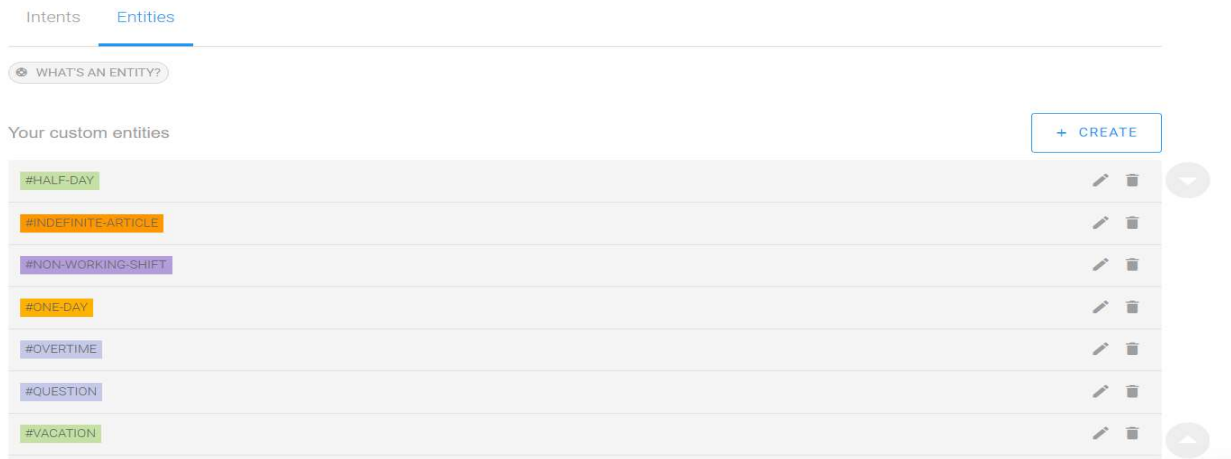 Intents Entities
WHAT'S AN ENTITY?
Your custom entities + CREATE
#HALF-DAY
#INDEFINITE-ARTICLE
#NON-WORKING-SHIFT
#ONE-DAY
#OVERTIME
#QUESTION
#VACATION